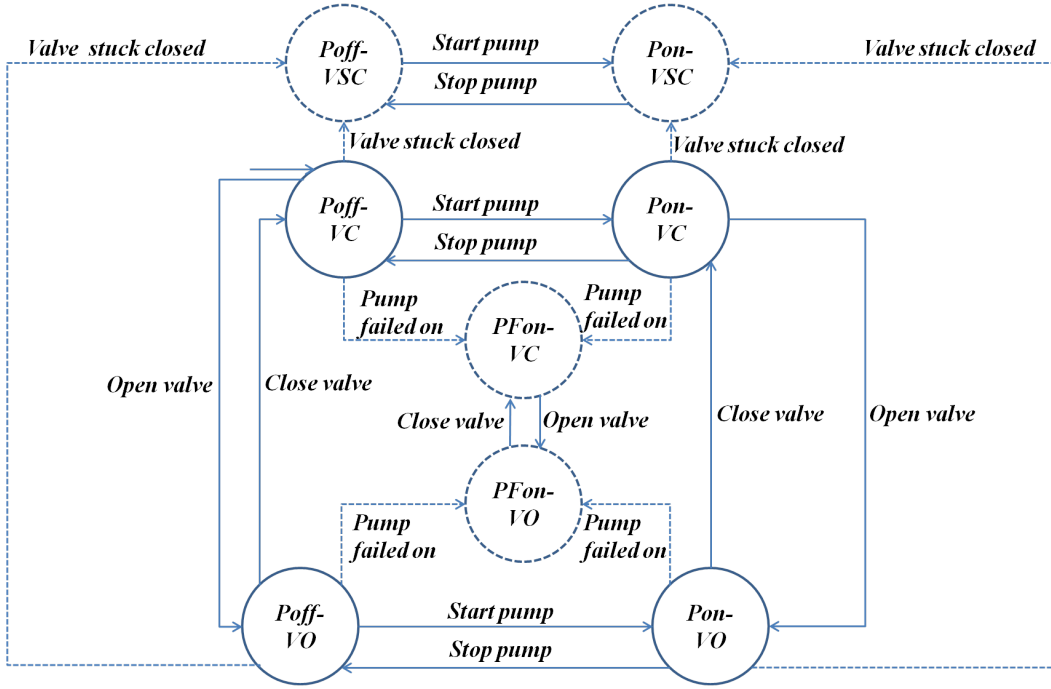 Valve stuck closed
Poff-
VSC
Start pump
Stop pump
Pon-
VSC
Valve stuck closed
Valve stuck closed
Valve stuck closed
Poff-
VC
Start pump
Stop pump
Pon-
VC
Pump
failed on
PFon-
VC
Pump
failed on
Open valve
Close valve
Close valve
Open valve
Close valve
Open valve
PFon-
VO
Pump
failed on
Pump
failed on
Poff-
VO
Start pump
Stop pump
Pon-
VO